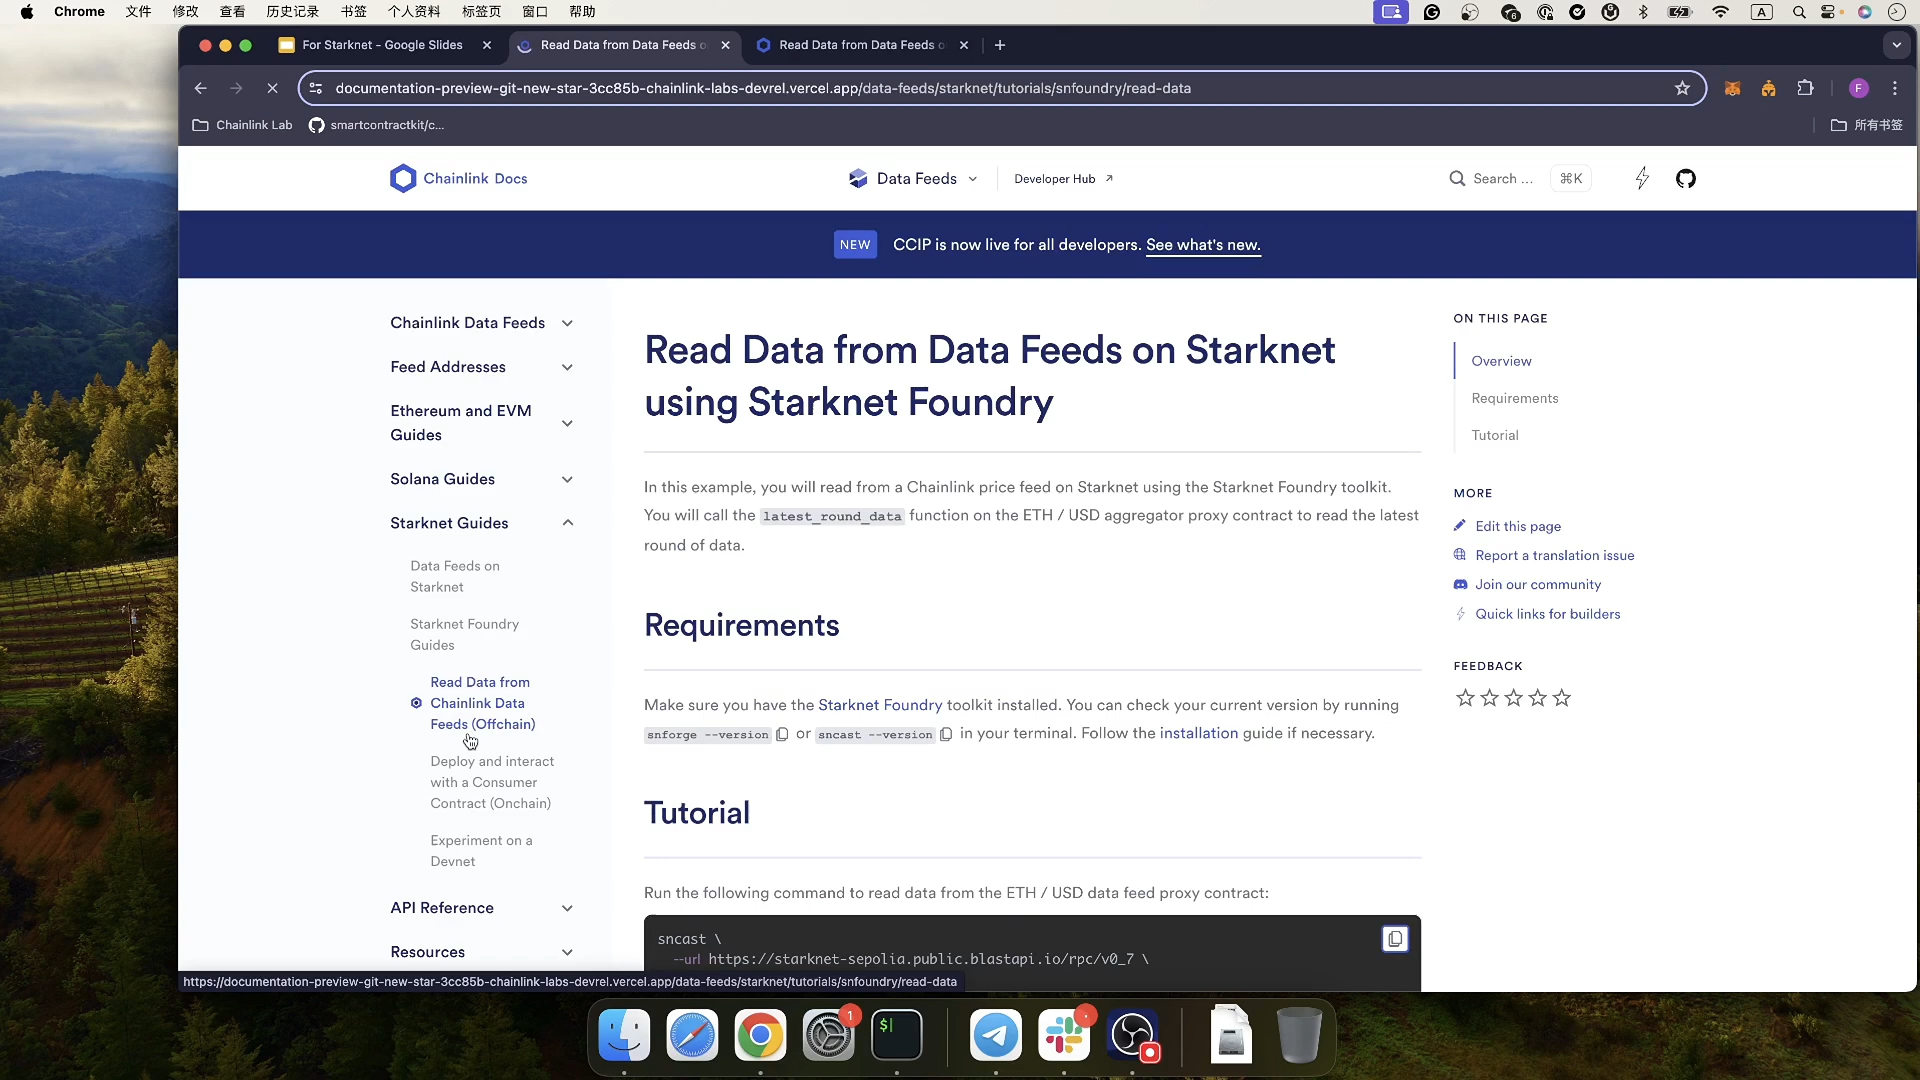 Chrome 文件 修改 查看 历史记录 书签 个人资料 标签页 窗口 帮助
A
For Starknet - Google Slides
Read Data from Data Feeds o
Read Data from Data Feeds o
documentation-preview-git-new-star-3cc85b-chainlink-labs-devrel.vercel.app/data-feeds/starknet/tutorials/snfoundry/read-data
F
Chainlink Lab
smartcontractkit/c...
所有书签
Chainlink Docs
Data Feeds
Developer Hub
Search ...
⌘K
NEW CCIP is now live for all developers. See what's new.
Chainlink Data Feeds
Feed Addresses
Ethereum and EVM
Guides
Solana Guides
Starknet Guides
Data Feeds on
Starknet
Starknet Foundry
Guides
Read Data from
Chainlink Data
Feeds (Offchain)
Deploy and interact
with a Consumer
Contract (Onchain)
Experiment on a
Devnet
API Reference
Resources
Read Data from Data Feeds on Starknet
using Starknet Foundry
In this example, you will read from a Chainlink price feed on Starknet using the Starknet Foundry toolkit.
You will call the latest_round_data function on the ETH / USD aggregator proxy contract to read the latest
round of data.
Requirements
Make sure you have the Starknet Foundry toolkit installed. You can check your current version by running
snforge --version or sncast --version in your terminal. Follow the installation guide if necessary.
Tutorial
Run the following command to read data from the ETH / USD data feed proxy contract:
sncast \
--url https://starknet-sepolia.public.blastapi.io/rpc/v0_7 \
ON THIS PAGE
Overview
Requirements
Tutorial
MORE
Edit this page
Report a translation issue
Join our community
Quick links for builders
FEEDBACK
https://documentation-preview-git-new-star-3cc85b-chainlink-labs-devrel.vercel.app/data-feeds/starknet/tutorials/snfoundry/read-data
1
$